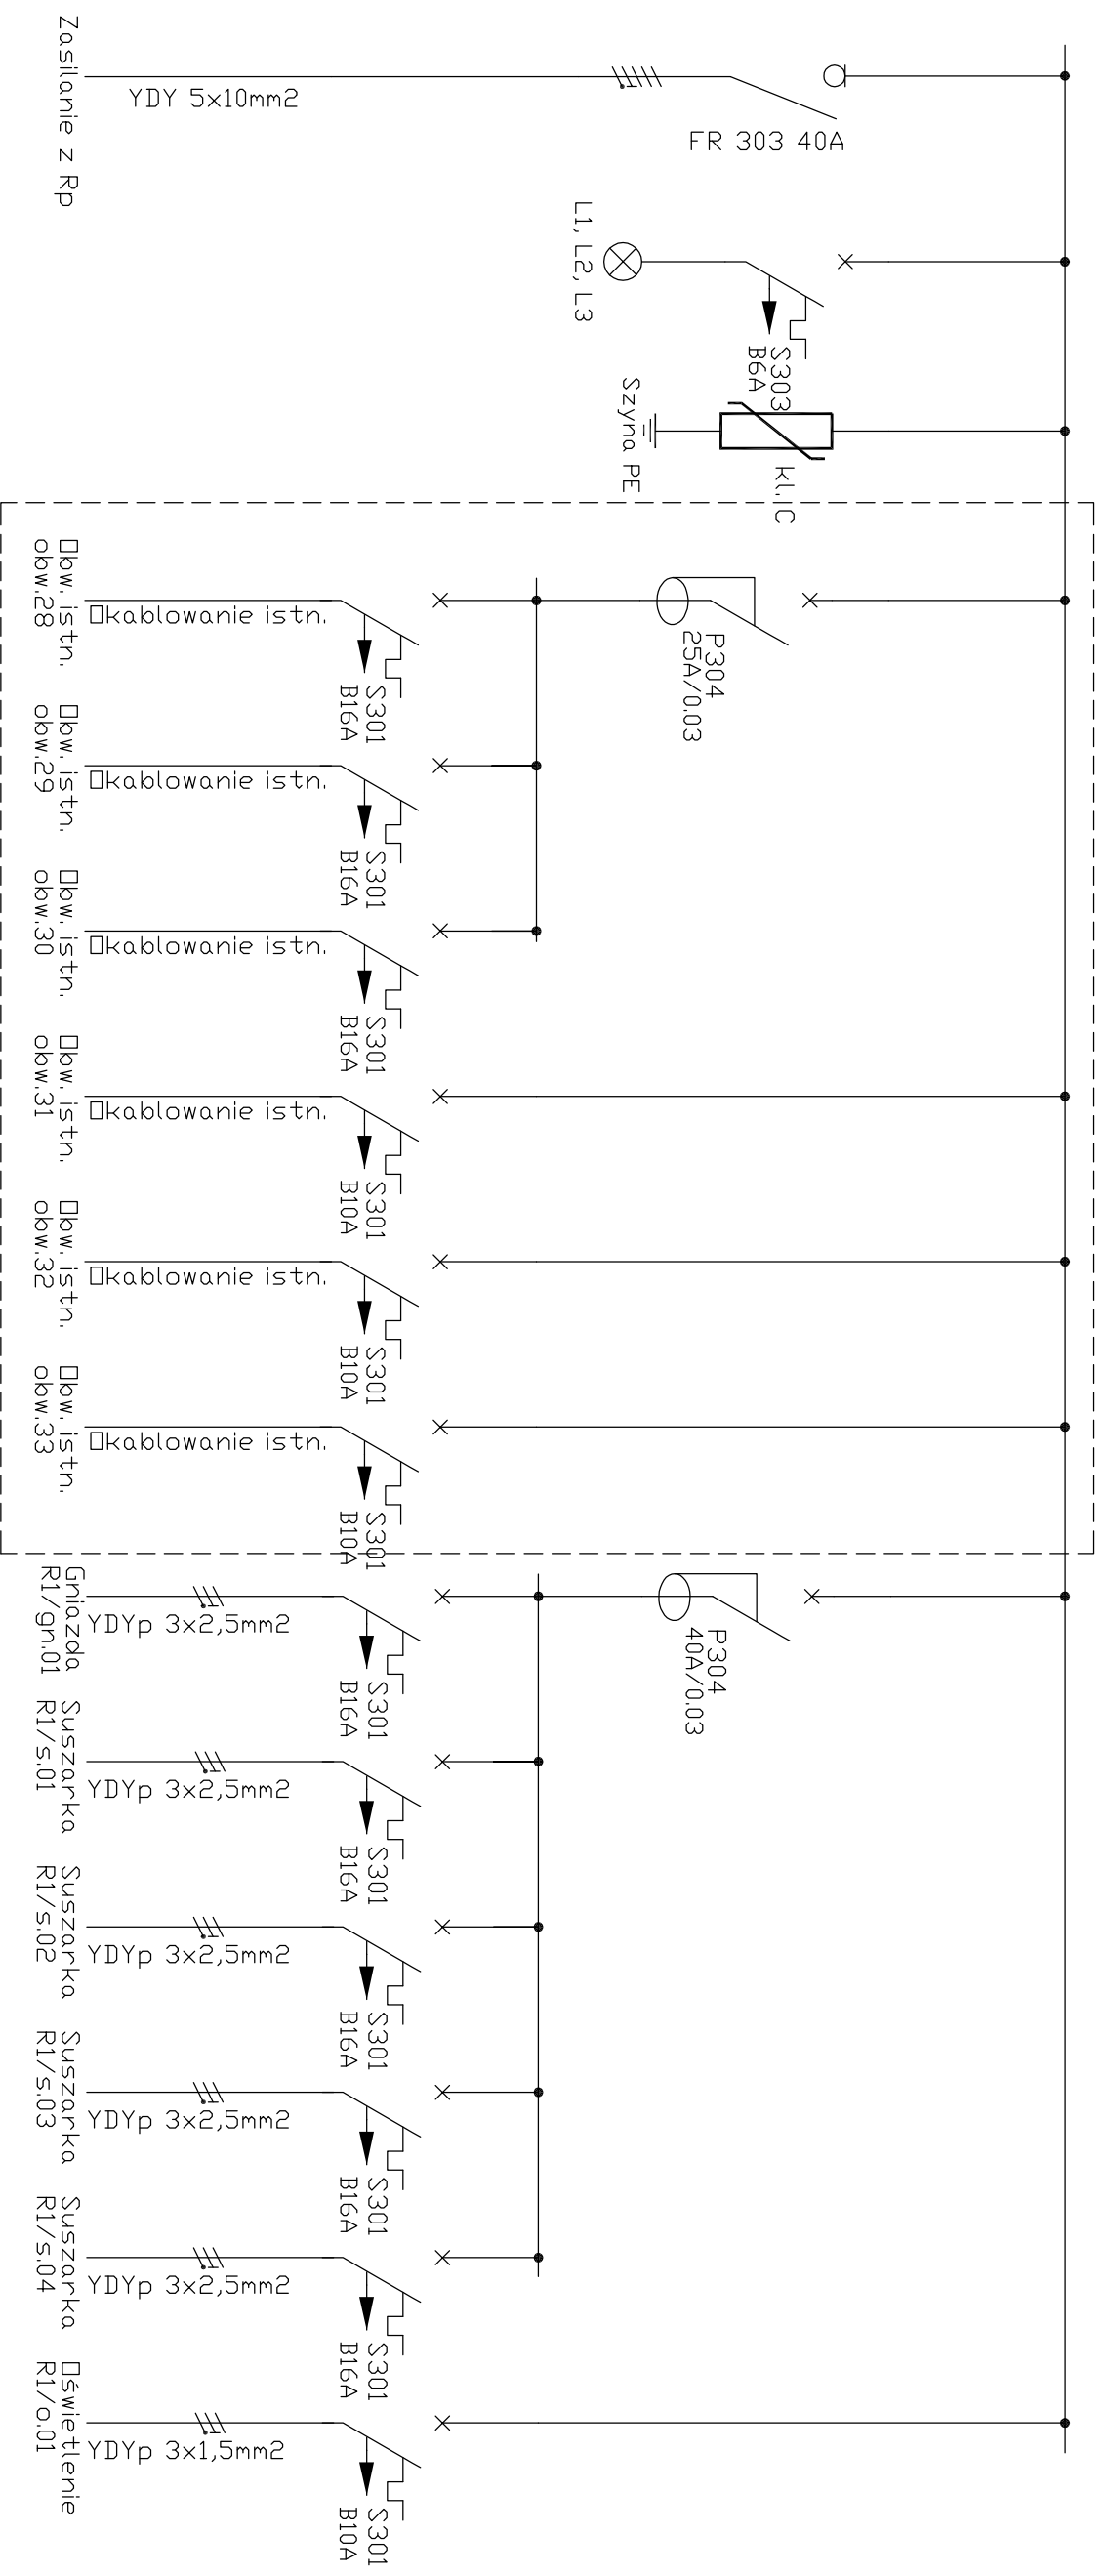 Zasilanie z Rp
YDY 5x10mm2
FR 303 40A
L1, L2, L3
S303
B6A
Szyna PE
kl. C
P304
25A/0.03
Obw. istn.
obw.28
Okablowanie istn.
S301
B16A
Obw. istn.
obw.29
Okablowanie istn.
S301
B16A
Obw. istn.
obw.30
Okablowanie istn.
S301
B16A
Obw. istn.
obw.31
Okablowanie istn.
S301
B10A
Obw. istn.
obw.32
Okablowanie istn.
S301
B10A
Obw. istn.
obw.33
Okablowanie istn.
S301
B10A
P304
40A/0.03
Gniazda
R1/gn.01
YDYp 3x2,5mm2
S301
B16A
Suszarka
R1/s.01
YDYp 3x2,5mm2
S301
B16A
Suszarka
R1/s.02
YDYp 3x2,5mm2
S301
B16A
Suszarka
R1/s.03
YDYp 3x2,5mm2
S301
B16A
Suszarka
R1/s.04
YDYp 3x2,5mm2
S301
B16A
Oświetlenie
R1/o.01
YDYp 3x1,5mm2
S301
B10A